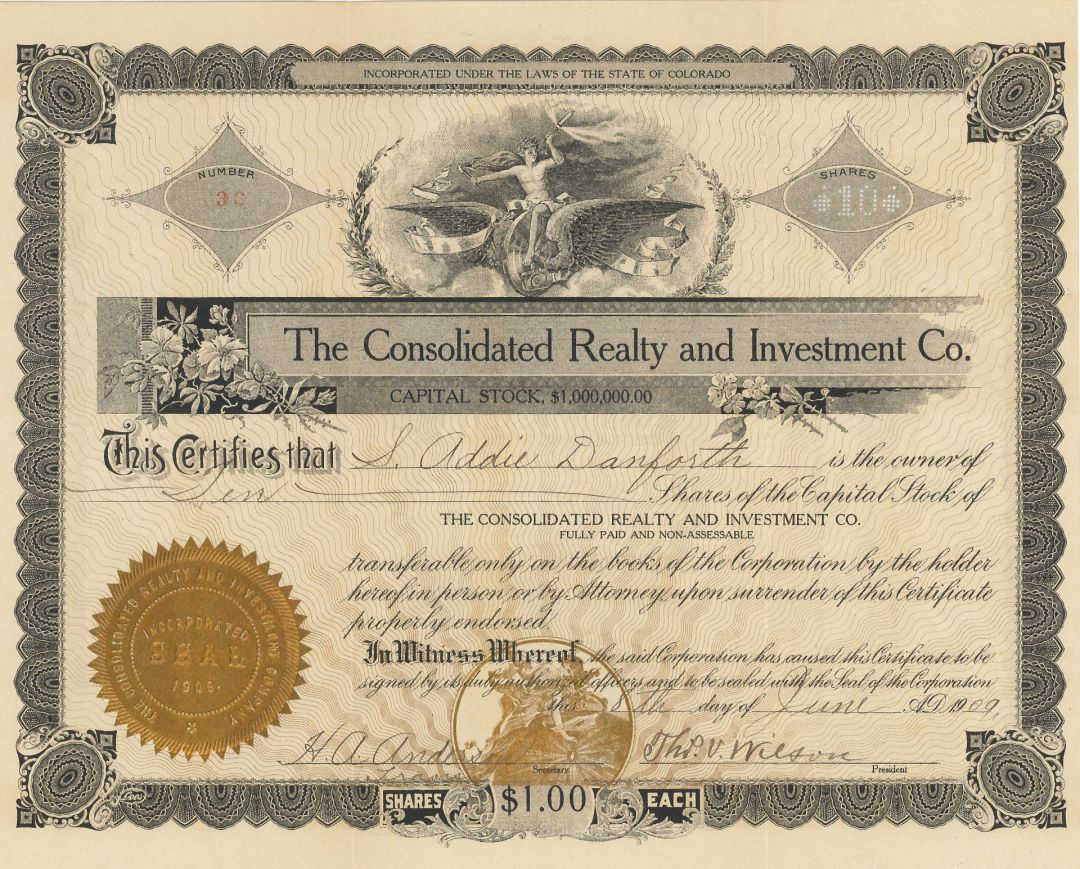 INCORPORATED UNDER THE LAWS OF THE STATE OF COLORADO
NUMBER
36
SHARES
*10*
The Consolidated Realty and Investment Co.
CAPITAL STOCK, $1,000,000.00
This Certifies that S. Addie Danforth is the owner of
Ten Shares of the Capital Stock of
THE CONSOLIDATED REALTY AND INVESTMENT CO.
FULLY PAID AND NON-ASSESSABLE
transferable only on the books of the Corporation by the holder
hereof in person or by Attorney upon surrender of this Certificate
properly endorsed.
In Witness Whereof, the said Corporation has caused this Certificate to be
signed by its duly authorized officers and to be sealed with the Seal of the Corporation
this 8th day of June A.D. 1909.
THE CONSOLIDATED REALTY AND INVESTMENT COMPANY
INCORPORATED
SEAL
H. A. Anderson
Secretary
Thos. V. Wilson
President
SHARES $1.00 EACH